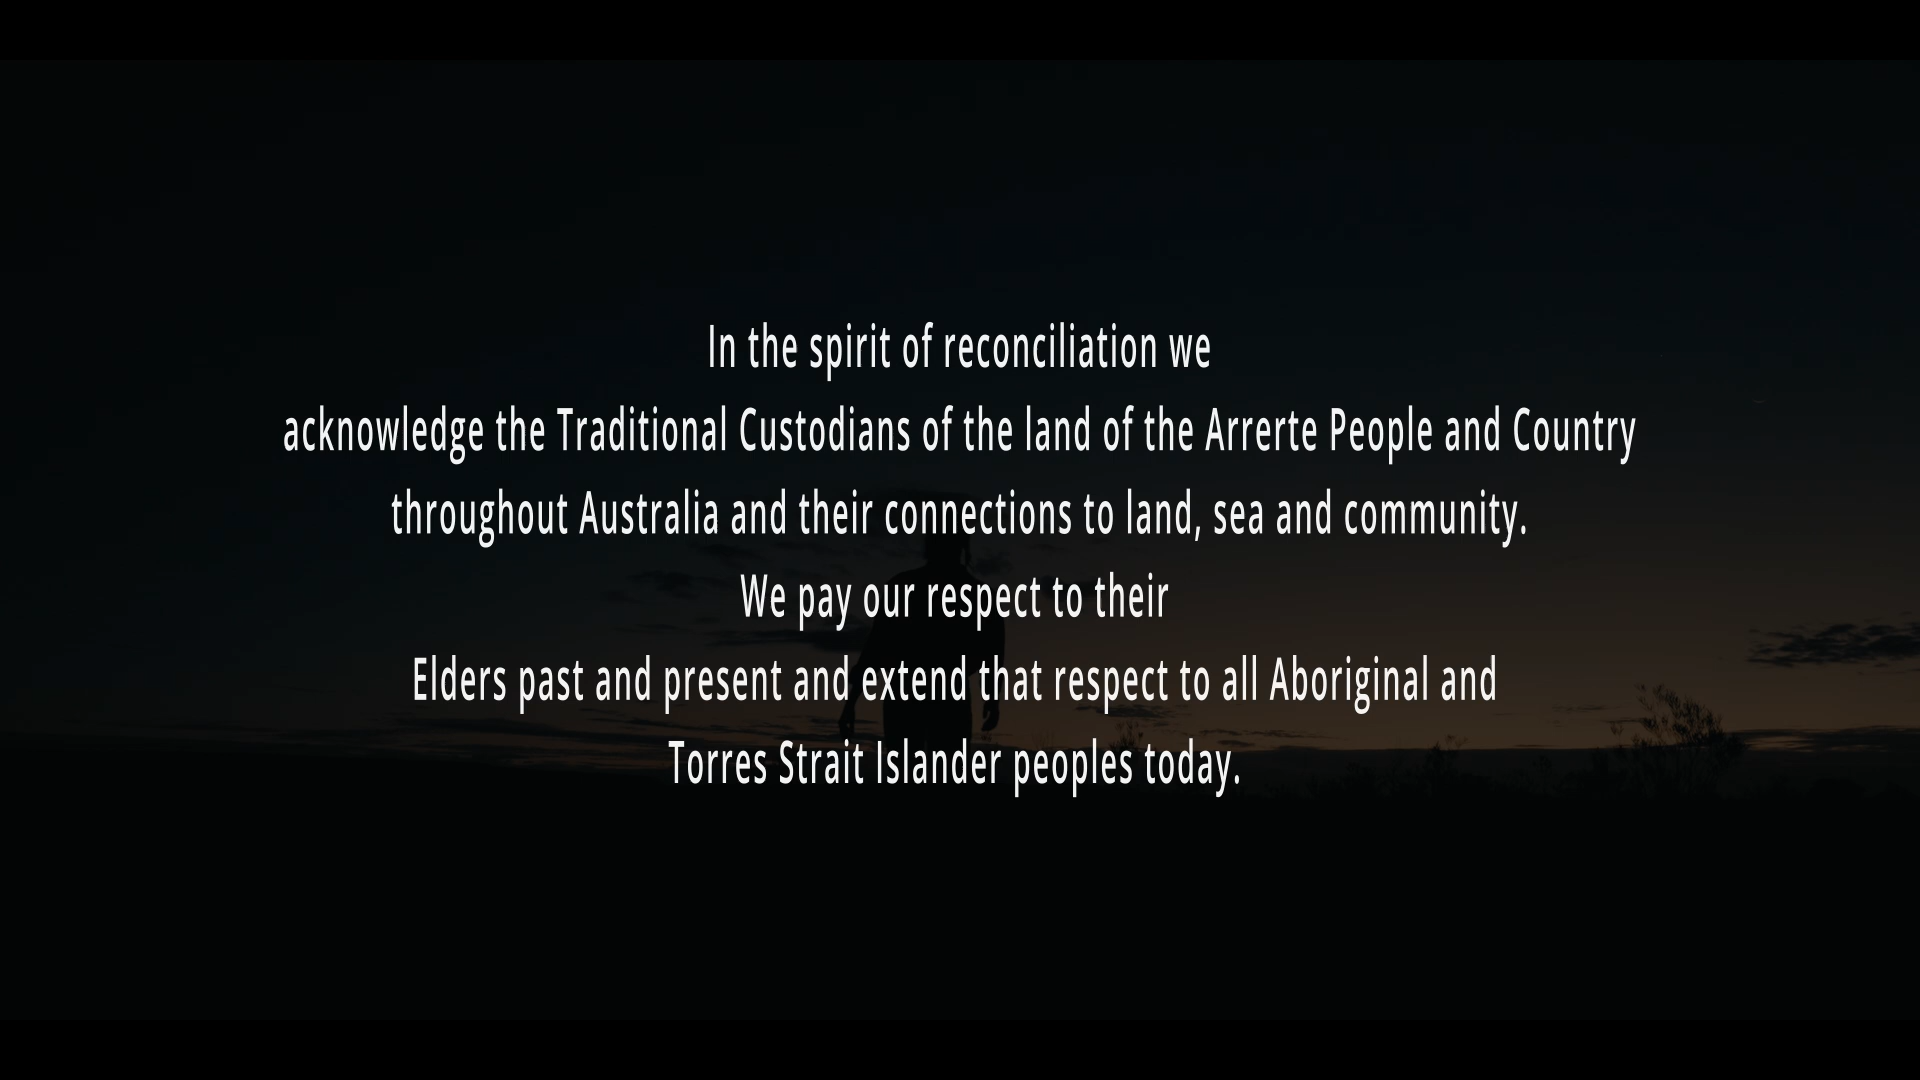 In the spirit of reconciliation we
acknowledge the Traditional Custodians of the land of the Arrerte People and Country
throughout Australia and their connections to land, sea and community.
We pay our respect to their
Elders past and present and extend that respect to all Aboriginal and
Torres Strait Islander peoples today.